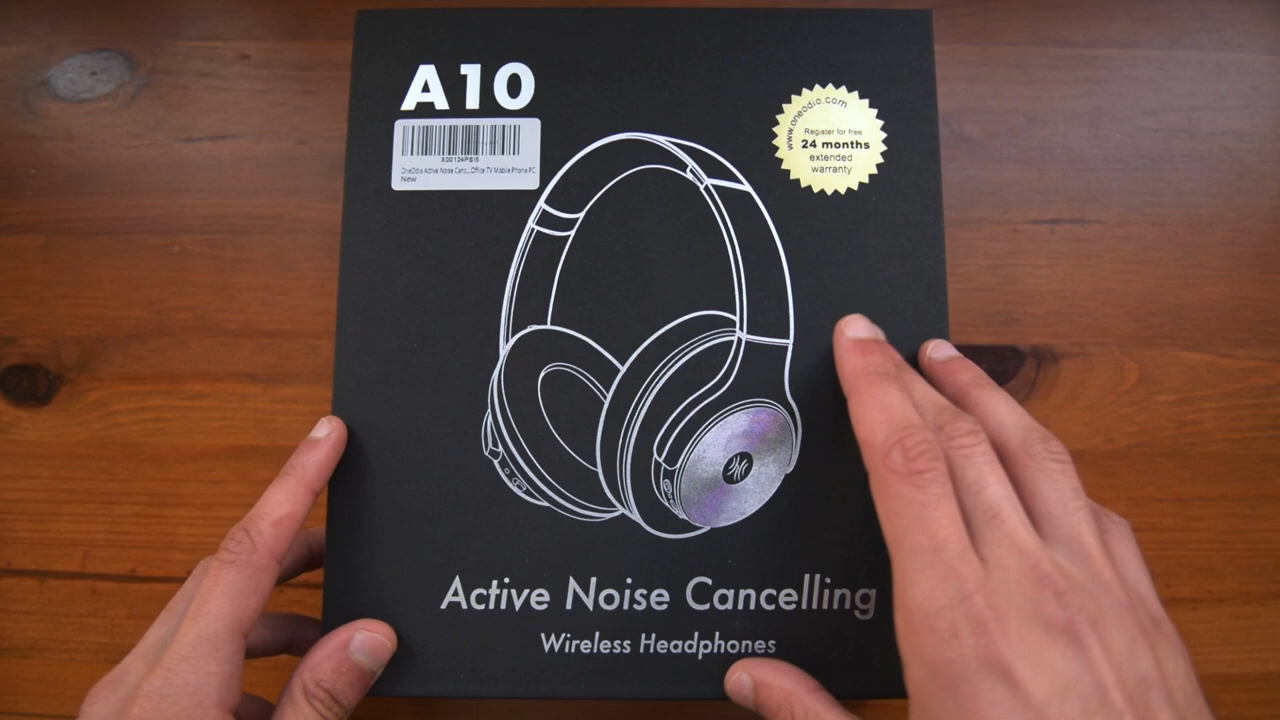 A10
X00124PSI5
OneOdio Active Noise Canc...Office TV Mobile Phone PC
New
www.oneodio.com
Register for free
24 months
extended
warranty
Active Noise Cancelling
Wireless Headphones